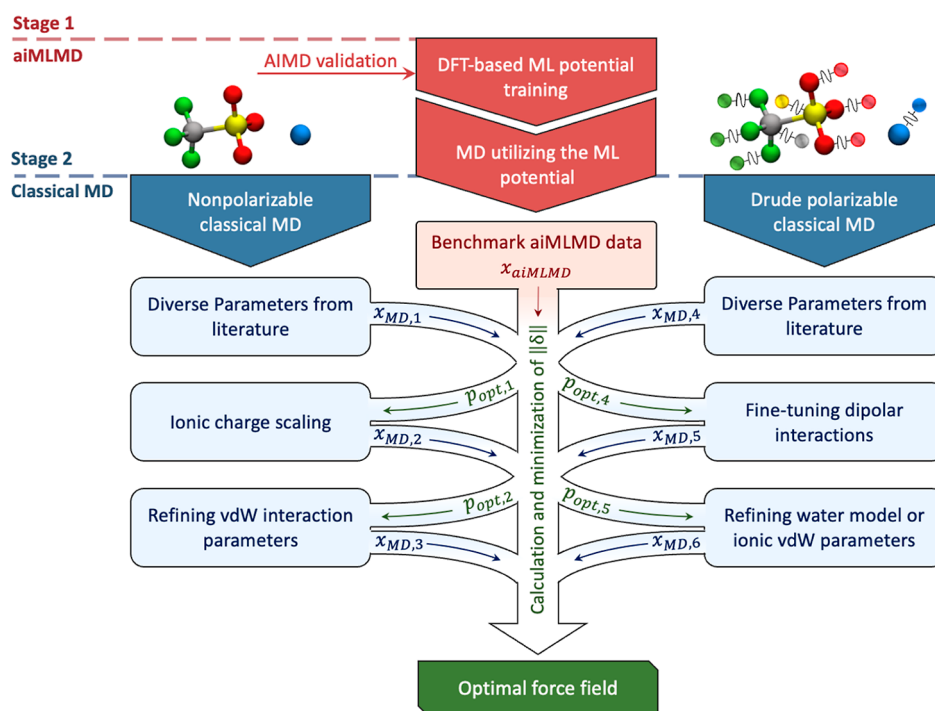 Stage 1
aiMLMD
AIMD validation
DFT-based ML potential
training
MD utilizing the ML
potential
Stage 2
Classical MD
Nonpolarizable
classical MD
Drude polarizable
classical MD
Benchmark aiMLMD data
x_aiMLMD
Diverse Parameters from
literature
x_MD,1
x_MD,4
Diverse Parameters from
literature
Calculation and minimization of ||δ||
Ionic charge scaling
p_opt,1
x_MD,2
p_opt,4
x_MD,5
Fine-tuning dipolar
interactions
Refining vdW interaction
parameters
p_opt,2
x_MD,3
p_opt,5
x_MD,6
Refining water model or
ionic vdW parameters
Optimal force field